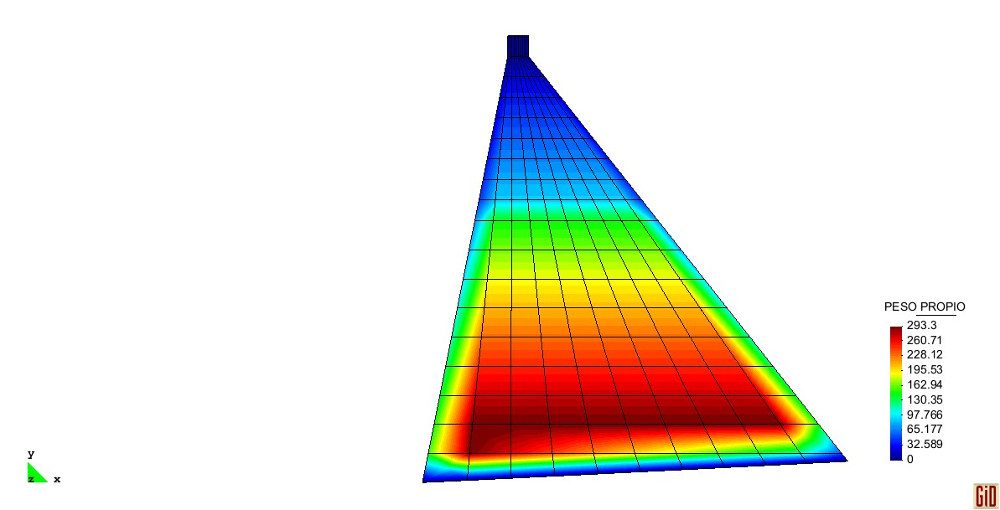 PESO PROPIO
293.3
260.71
228.12
195.53
162.94
130.35
97.766
65.177
32.589
0
y
z x
GiD